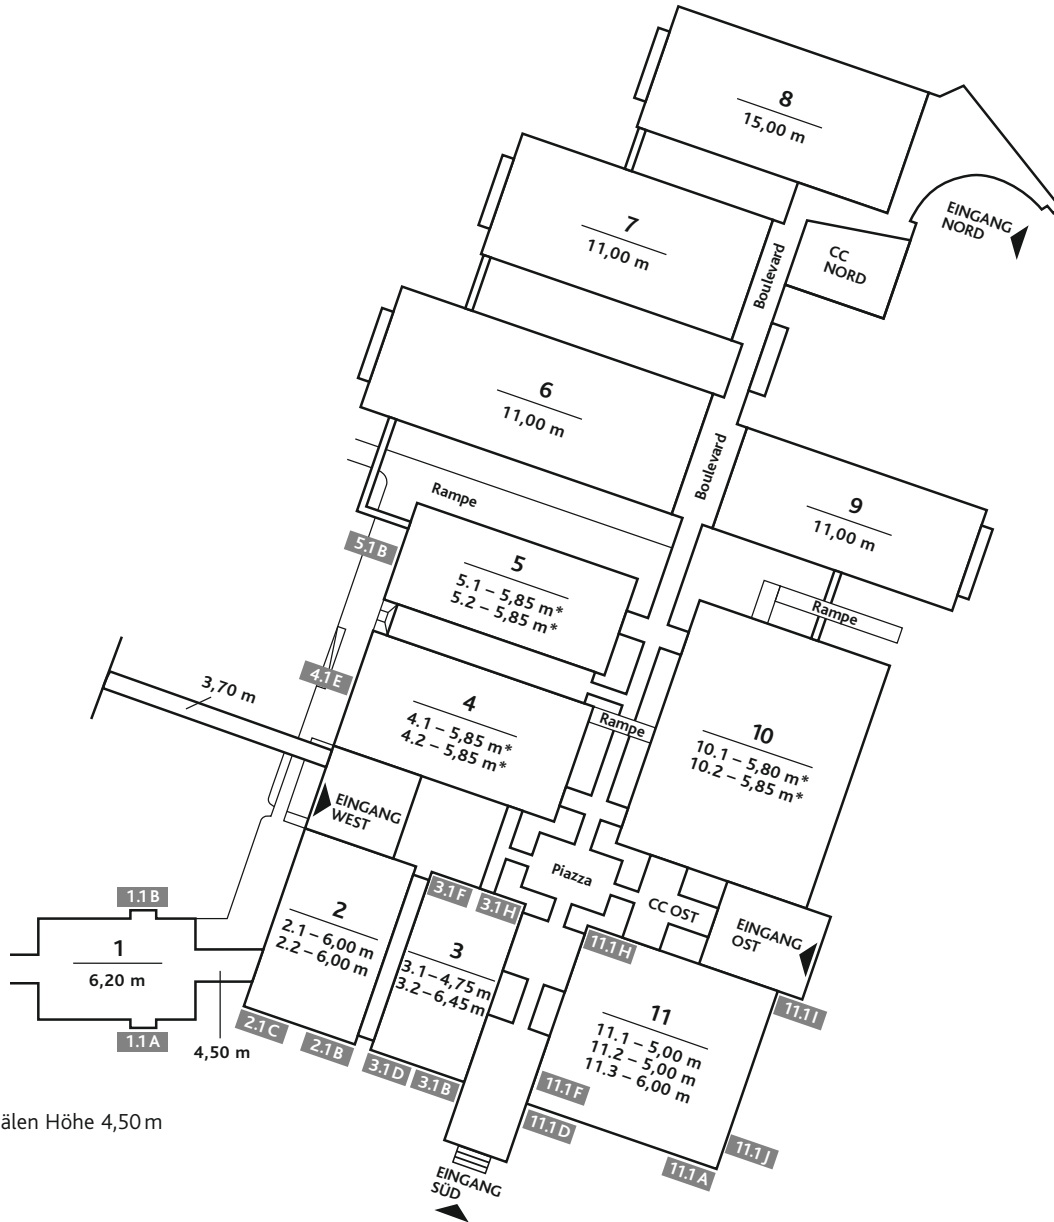 8
15,00 m
EINGANG
NORD
7
11,00 m
CC
NORD
Boulevard
6
11,00 m
Boulevard
Rampe
9
11,00 m
5.1 B
5
5.1 – 5,85 m*
5.2 – 5,85 m*
Rampe
4.1 E
3,70 m
4
4.1 – 5,85 m*
4.2 – 5,85 m*
Rampe
10
10.1 – 5,80 m*
10.2 – 5,85 m*
EINGANG
WEST
Piazza
3.1 F
3.1 H
CC OST
EINGANG
OST
1.1 B
1
6,20 m
2
2.1 – 6,00 m
2.2 – 6,00 m
3
3.1 – 4,75 m
3.2 – 6,45 m
11.1 H
11.1 I
11
11.1 – 5,00 m
11.2 – 5,00 m
11.3 – 6,00 m
1.1 A
4,50 m
2.1 C
2.1 B
3.1 D
3.1 B
11.1 F
11.1 D
11.1 J
11.1 A
älen Höhe 4,50 m
EINGANG
SÜD